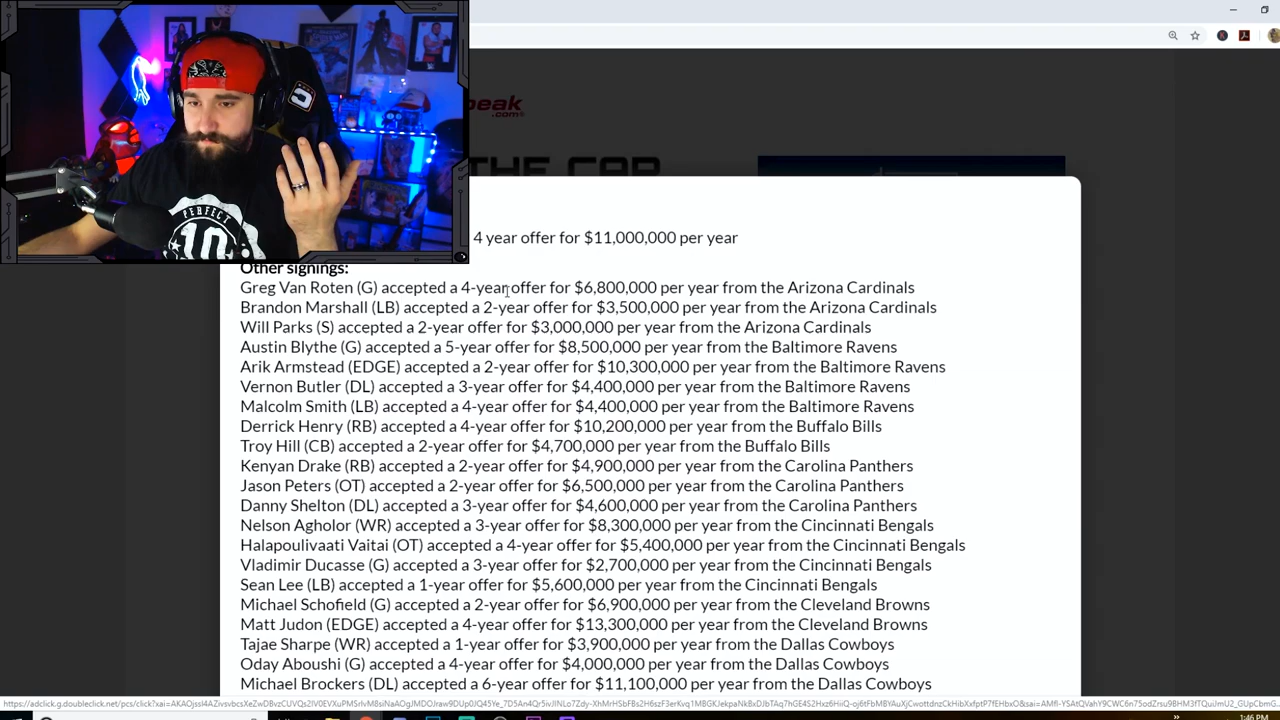 peak
.com®
THE CAP
4 year offer for $11,000,000 per year
Other signings:
Greg Van Roten (G) accepted a 4-year offer for $6,800,000 per year from the Arizona Cardinals
Brandon Marshall (LB) accepted a 2-year offer for $3,500,000 per year from the Arizona Cardinals
Will Parks (S) accepted a 2-year offer for $3,000,000 per year from the Arizona Cardinals
Austin Blythe (G) accepted a 5-year offer for $8,500,000 per year from the Baltimore Ravens
Arik Armstead (EDGE) accepted a 2-year offer for $10,300,000 per year from the Baltimore Ravens
Vernon Butler (DL) accepted a 3-year offer for $4,400,000 per year from the Baltimore Ravens
Malcolm Smith (LB) accepted a 4-year offer for $4,400,000 per year from the Baltimore Ravens
Derrick Henry (RB) accepted a 4-year offer for $10,200,000 per year from the Buffalo Bills
Troy Hill (CB) accepted a 2-year offer for $4,700,000 per year from the Buffalo Bills
Kenyan Drake (RB) accepted a 2-year offer for $4,900,000 per year from the Carolina Panthers
Jason Peters (OT) accepted a 2-year offer for $6,500,000 per year from the Carolina Panthers
Danny Shelton (DL) accepted a 3-year offer for $4,600,000 per year from the Carolina Panthers
Nelson Agholor (WR) accepted a 3-year offer for $8,300,000 per year from the Cincinnati Bengals
Halapoulivaati Vaitai (OT) accepted a 4-year offer for $5,400,000 per year from the Cincinnati Bengals
Vladimir Ducasse (G) accepted a 3-year offer for $2,700,000 per year from the Cincinnati Bengals
Sean Lee (LB) accepted a 1-year offer for $5,600,000 per year from the Cincinnati Bengals
Michael Schofield (G) accepted a 2-year offer for $6,900,000 per year from the Cleveland Browns
Matt Judon (EDGE) accepted a 4-year offer for $13,300,000 per year from the Cleveland Browns
Tajae Sharpe (WR) accepted a 1-year offer for $3,900,000 per year from the Dallas Cowboys
Oday Aboushi (G) accepted a 4-year offer for $4,000,000 per year from the Dallas Cowboys
Michael Brockers (DL) accepted a 6-year offer for $11,100,000 per year from the Dallas Cowboys
PERFECT
10
1:46 PM